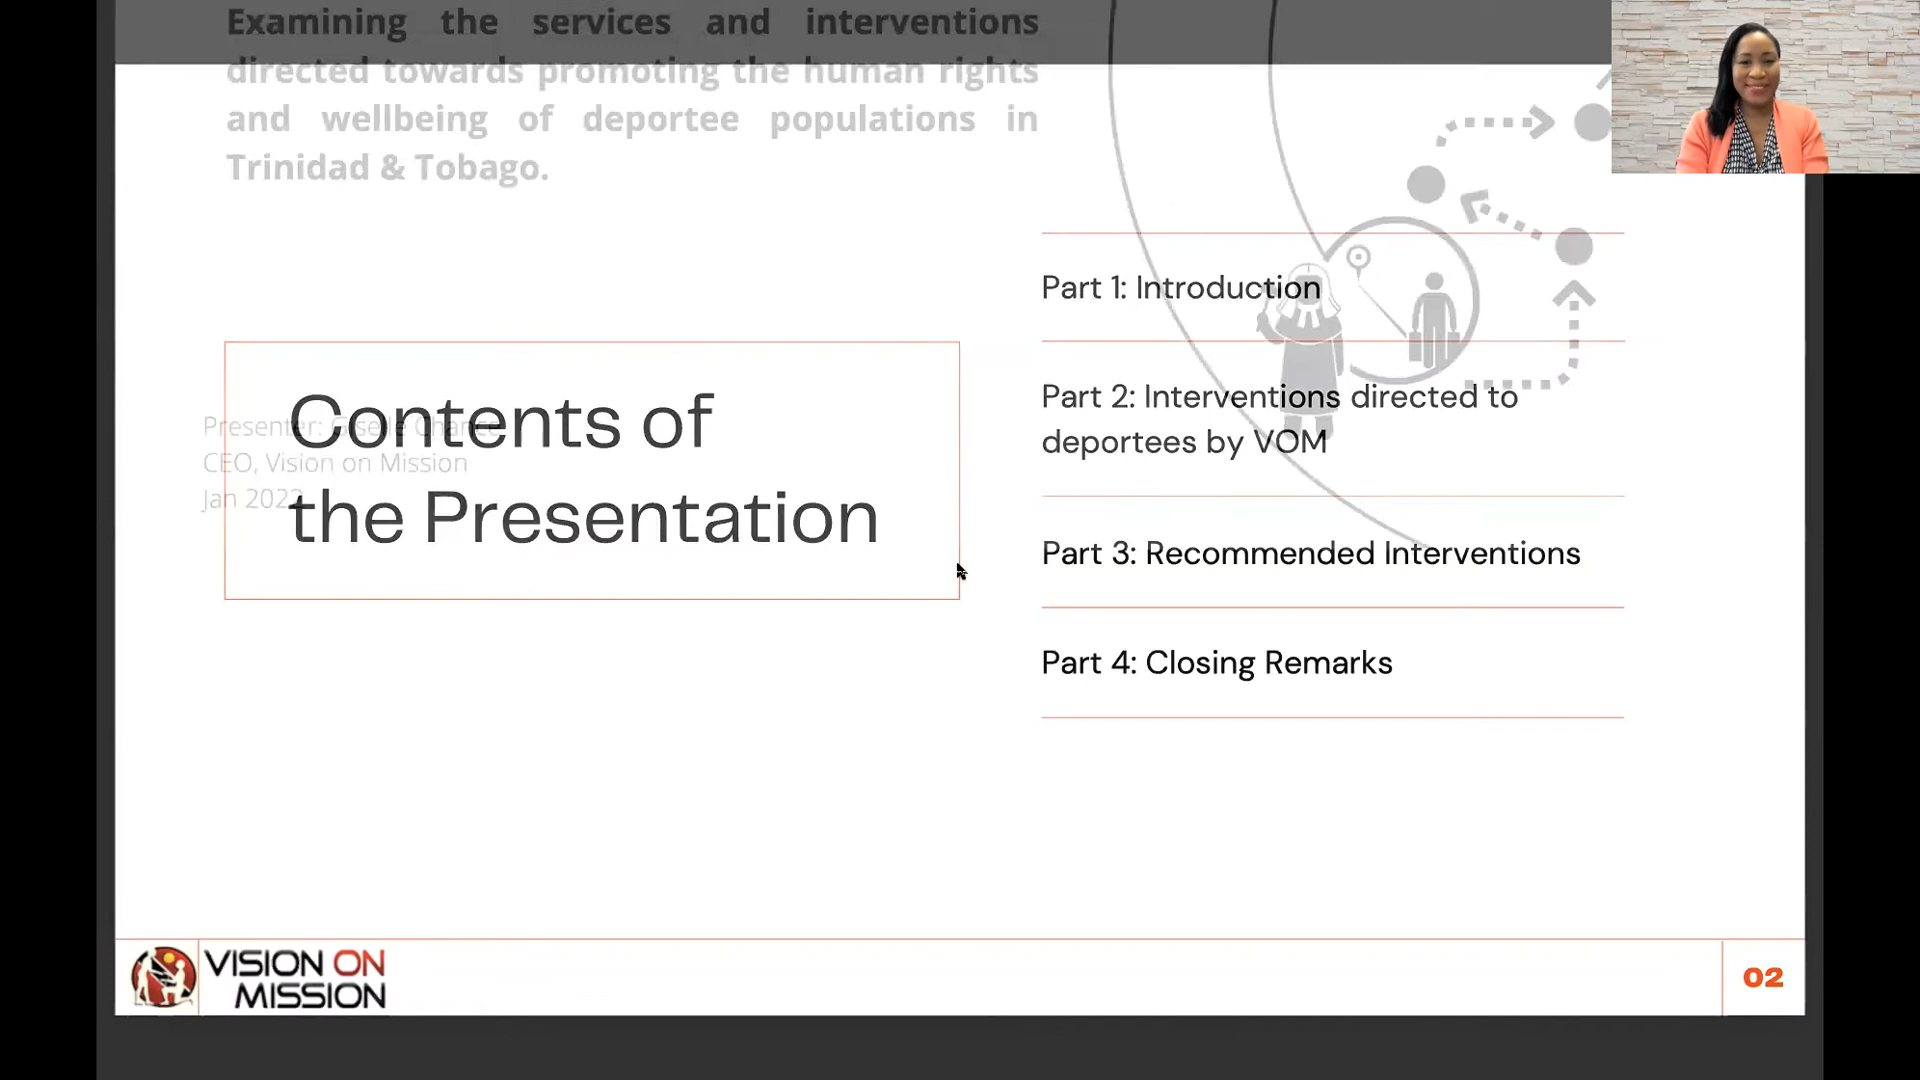 Examining the services and interventions
directed towards promoting the human rights
and wellbeing of deportee populations in
Trinidad & Tobago.
Presenter: Giselle Chance
CEO, Vision on Mission
Jan 2022
Contents of
the Presentation
Part 1: Introduction
Part 2: Interventions directed to
deportees by VOM
Part 3: Recommended Interventions
Part 4: Closing Remarks
VISION ON
MISSION
02